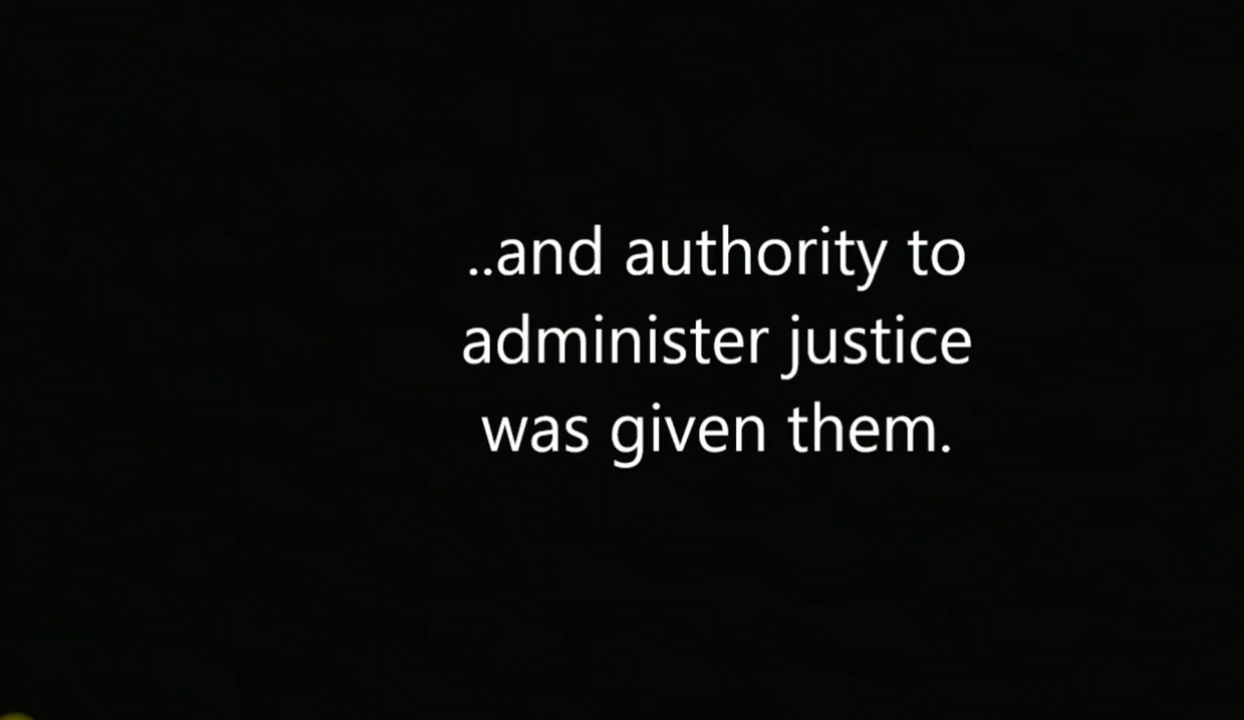 ..and authority to
administer justice
was given them.